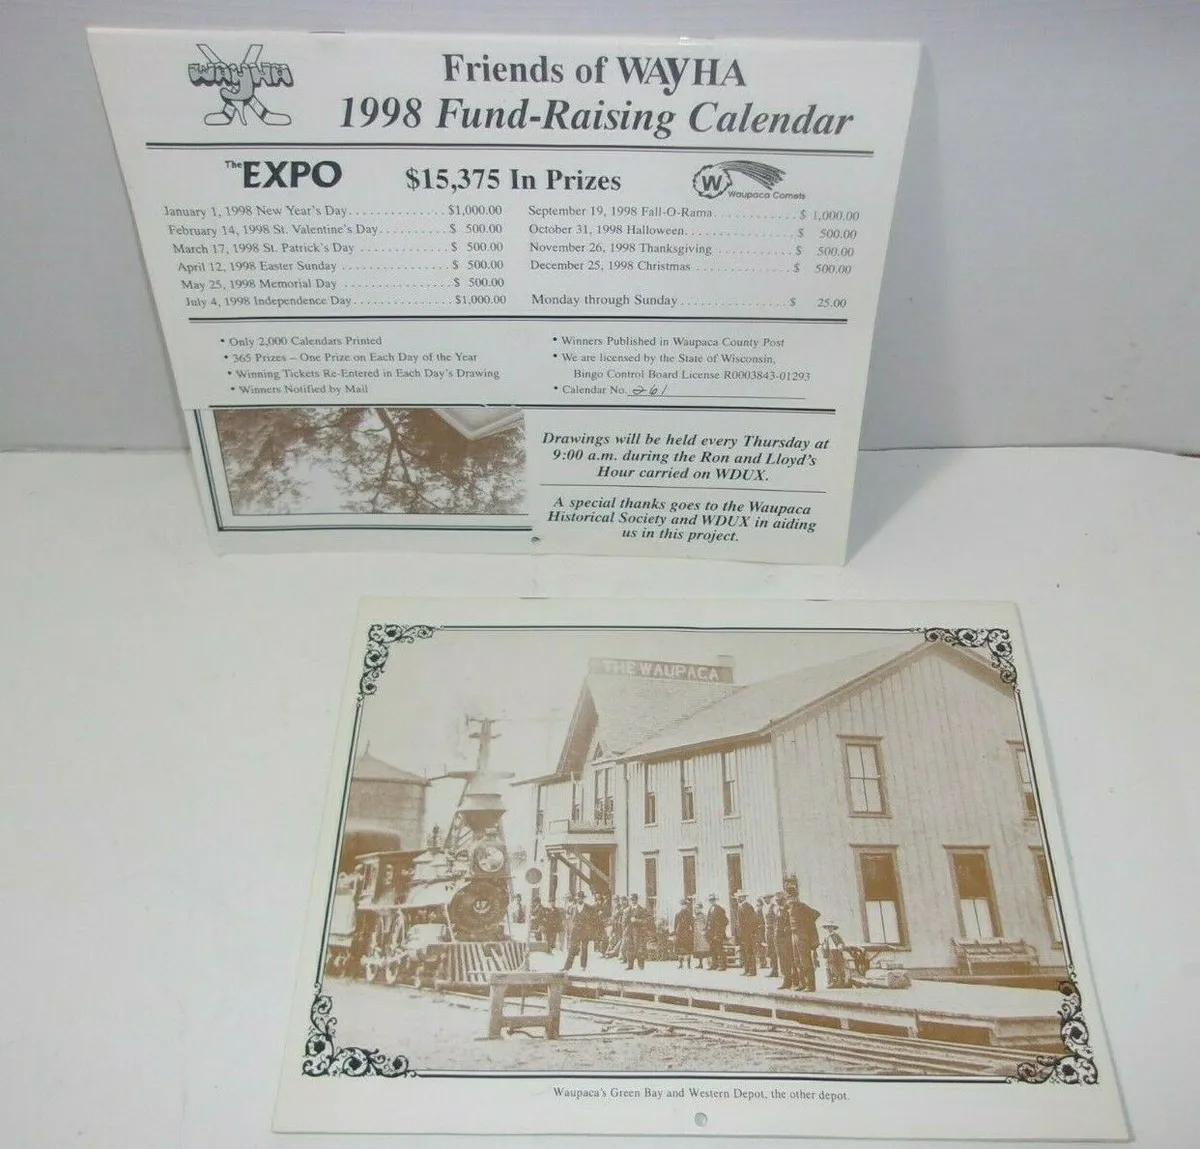 WAYHA
Friends of WAYHA
1998 Fund-Raising Calendar
The EXPO
$15,375 In Prizes
W
Waupaca Comets
January 1, 1998 New Year's Day. . . . . . . . . . . . . . $1,000.00
February 14, 1998 St. Valentine's Day. . . . . . . . . . $ 500.00
March 17, 1998 St. Patrick's Day . . . . . . . . . . . . . $ 500.00
April 12, 1998 Easter Sunday . . . . . . . . . . . . . . . $ 500.00
May 25, 1998 Memorial Day . . . . . . . . . . . . . . . $ 500.00
July 4, 1998 Independence Day. . . . . . . . . . . . . . . $1,000.00
September 19, 1998 Fall-O-Rama. . . . . . . . . . . . $ 1,000.00
October 31, 1998 Halloween. . . . . . . . . . . . . . . . $ 500.00
November 26, 1998 Thanksgiving . . . . . . . . . . . $ 500.00
December 25, 1998 Christmas . . . . . . . . . . . . . . $ 500.00
Monday through Sunday . . . . . . . . . . . . . . . . $ 25.00
• Only 2,000 Calendars Printed
• 365 Prizes – One Prize on Each Day of the Year
• Winning Tickets Re-Entered in Each Day's Drawing
• Winners Notified by Mail
• Winners Published in Waupaca County Post
• We are licensed by the State of Wisconsin,
Bingo Control Board License R0003843-01293
• Calendar No. 261
Drawings will be held every Thursday at
9:00 a.m. during the Ron and Lloyd's
Hour carried on WDUX.
A special thanks goes to the Waupaca
Historical Society and WDUX in aiding
us in this project.
THE WAUPACA
Waupaca's Green Bay and Western Depot, the other depot.